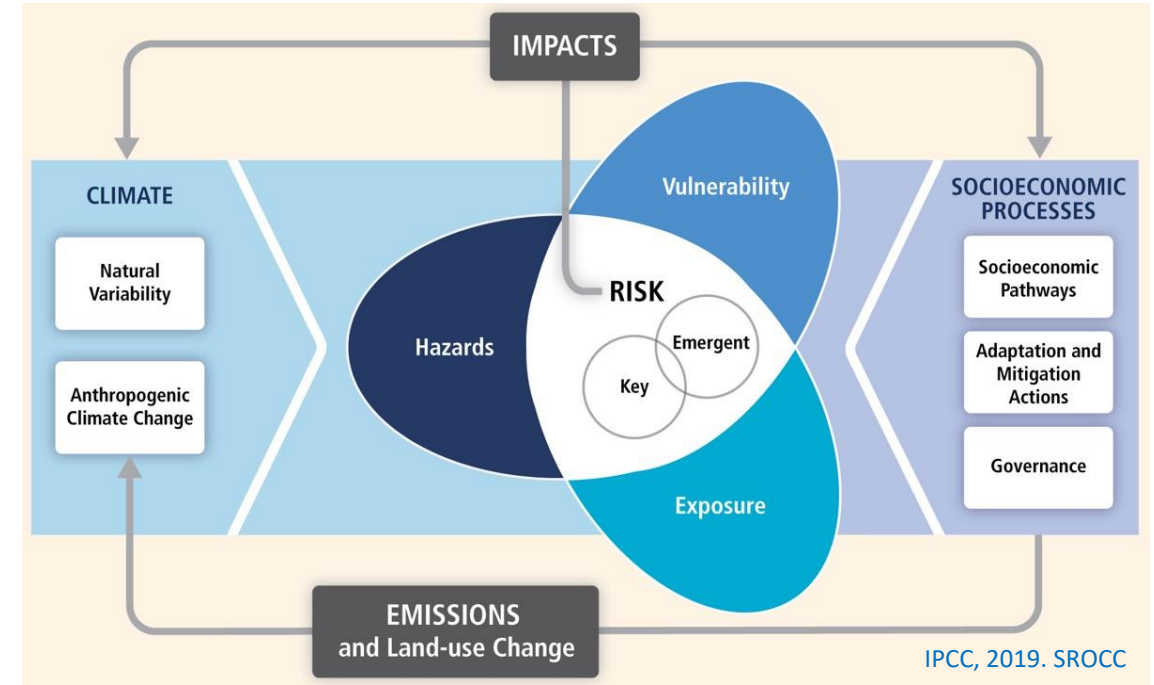 IMPACTS
CLIMATE
Natural
Variability
Anthropogenic
Climate Change
Hazards
Vulnerability
RISK
Emergent
Key
Exposure
SOCIOECONOMIC
PROCESSES
Socioeconomic
Pathways
Adaptation and
Mitigation
Actions
Governance
EMISSIONS
and Land-use Change
IPCC, 2019. SROCC